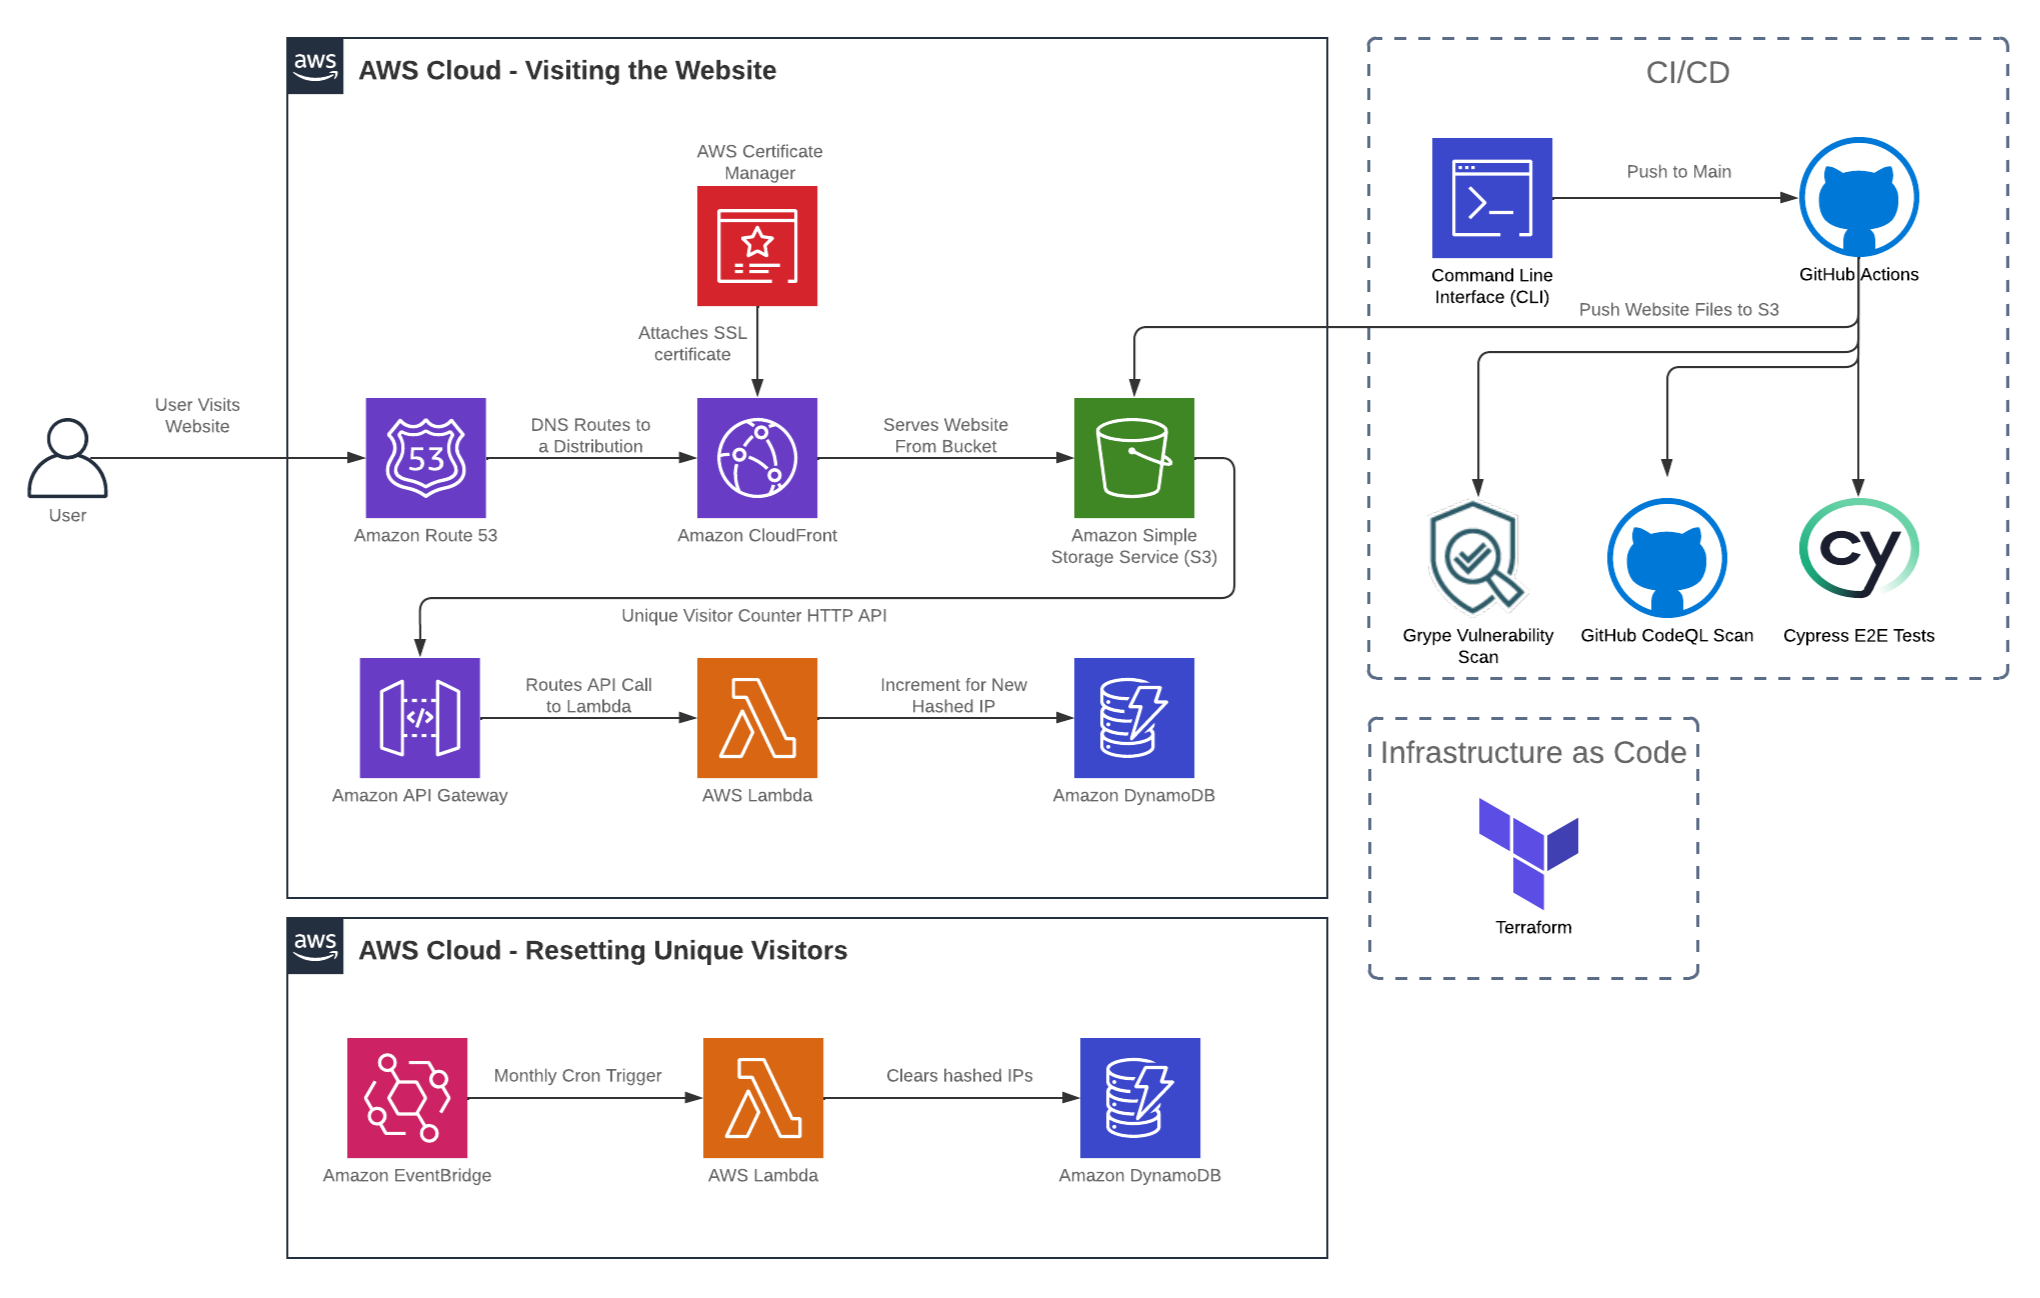 aws
AWS Cloud - Visiting the Website
AWS Certificate
Manager
Attaches SSL
certificate
User Visits
Website
User
53
Amazon Route 53
DNS Routes to
a Distribution
Amazon CloudFront
Serves Website
From Bucket
Amazon Simple
Storage Service (S3)
Unique Visitor Counter HTTP API
</>
Amazon API Gateway
Routes API Call
to Lambda
AWS Lambda
Increment for New
Hashed IP
Amazon DynamoDB
aws
AWS Cloud - Resetting Unique Visitors
Amazon EventBridge
Monthly Cron Trigger
AWS Lambda
Clears hashed IPs
Amazon DynamoDB
CI/CD
Command Line
Interface (CLI)
Push to Main
GitHub Actions
Push Website Files to S3
Grype Vulnerability
Scan
GitHub CodeQL Scan
cy
Cypress E2E Tests
Infrastructure as Code
Terraform